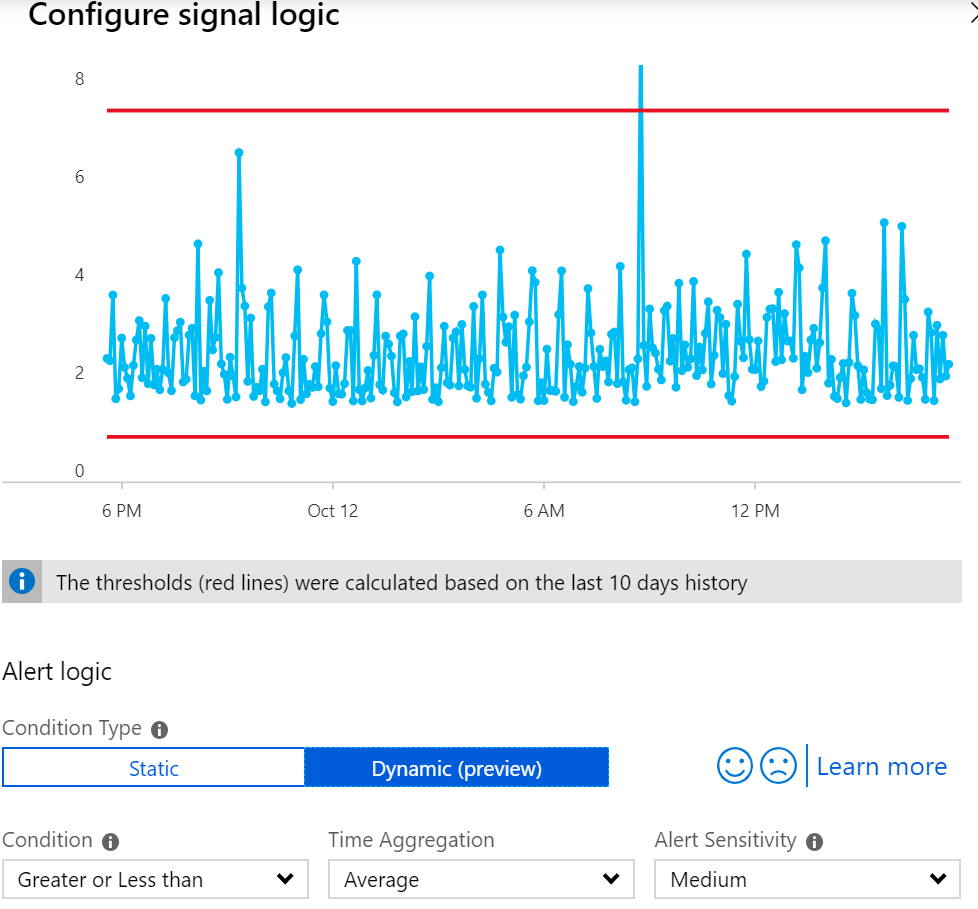 Configure signal logic
8
6
4
2
0
6 PM
Oct 12
6 AM
12 PM
The thresholds (red lines) were calculated based on the last 10 days history
Alert logic
Condition Type
Static
Dynamic (preview)
Learn more
Condition
Time Aggregation
Alert Sensitivity
Greater or Less than
Average
Medium